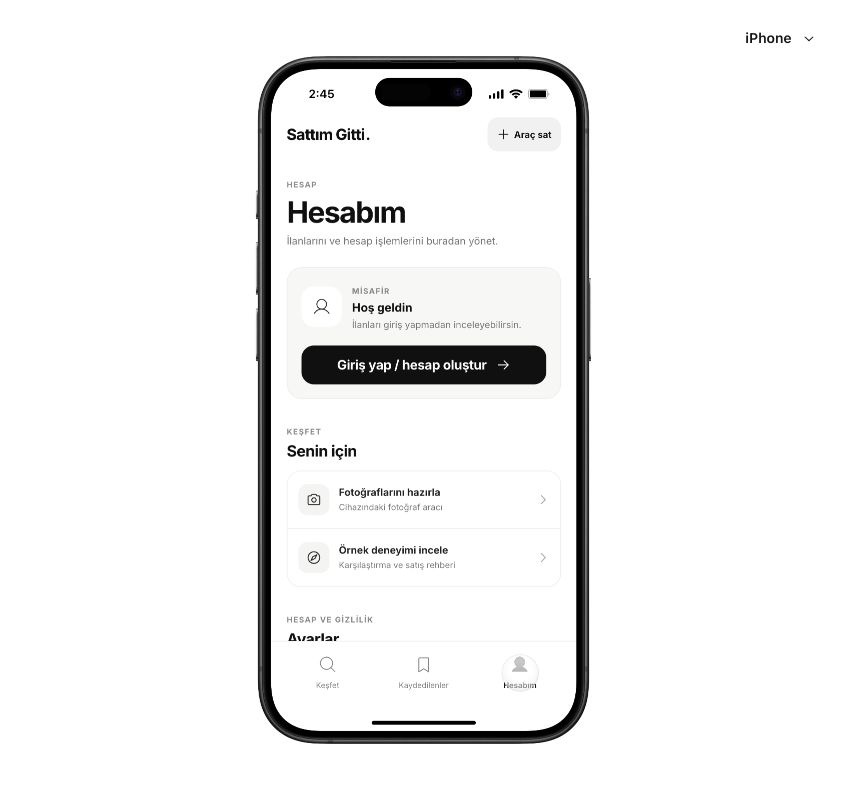 iPhone
2:45
Sattım Gitti.
Araç sat
HESAP
Hesabım
İlanlarını ve hesap işlemlerini buradan yönet.
MİSAFİR
Hoş geldin
İlanları giriş yapmadan inceleyebilirsin.
Giriş yap / hesap oluştur
KEŞFET
Senin için
Fotoğraflarını hazırla
Cihazındaki fotoğraf aracı
Örnek deneyimi incele
Karşılaştırma ve satış rehberi
HESAP VE GİZLİLİK
Ayarlar
Keşfet
Kaydedilenler
Hesabım